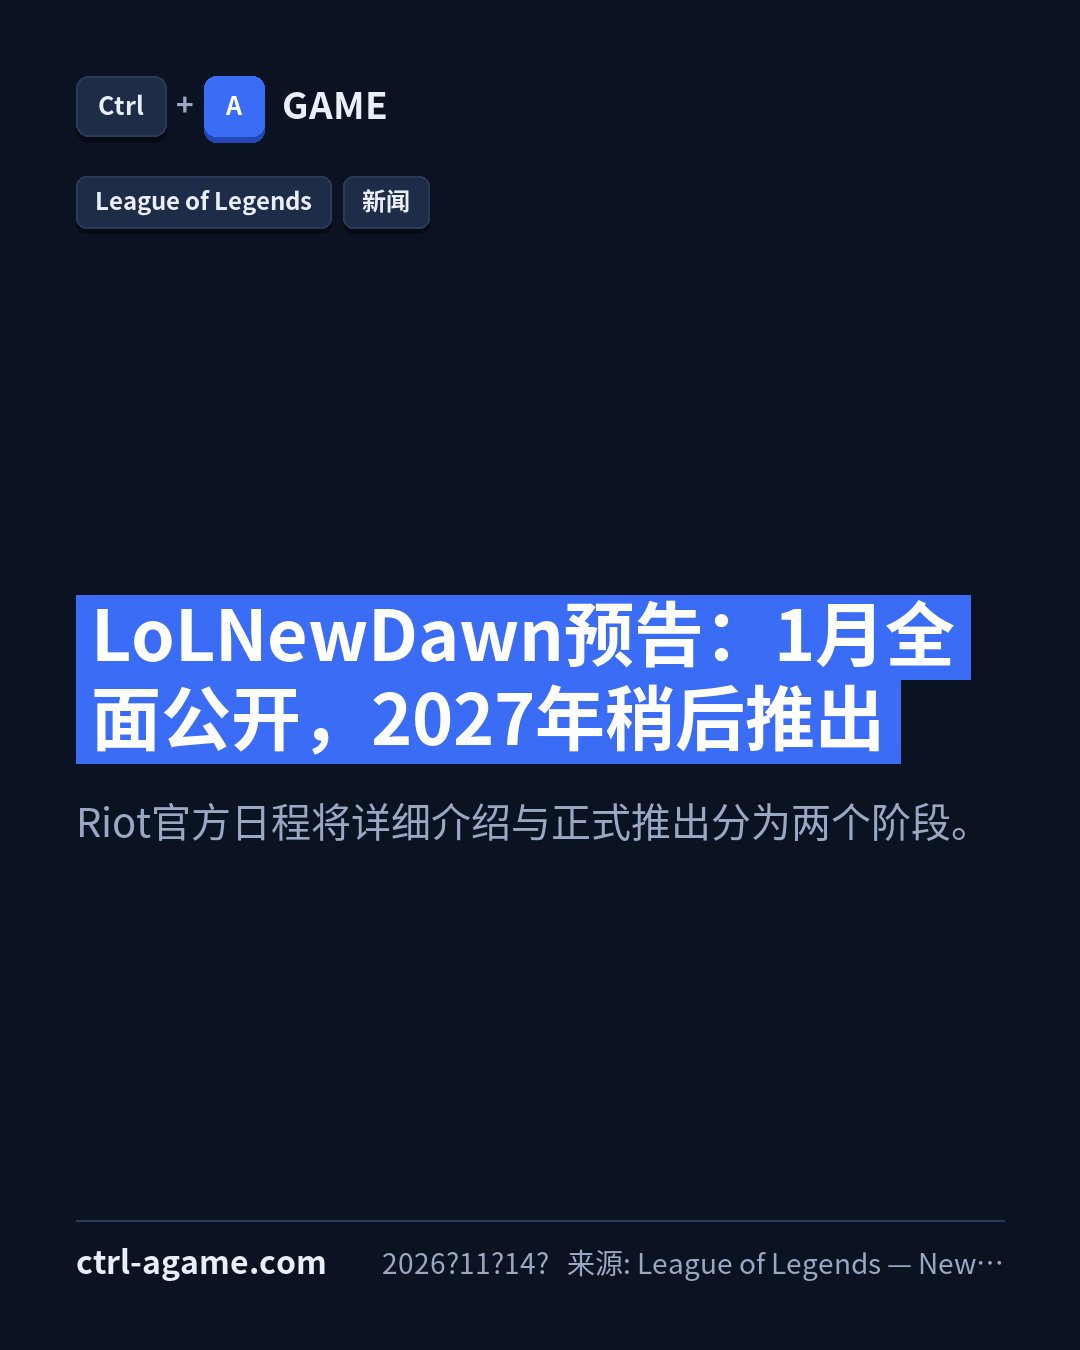 Ctrl + A GAME
League of Legends 新闻
LoLNewDawn预告：1月全
面公开，2027年稍后推出
Riot官方日程将详细介绍与正式推出分为两个阶段。
ctrl-agame.com 2026?11?14? 来源: League of Legends — New…